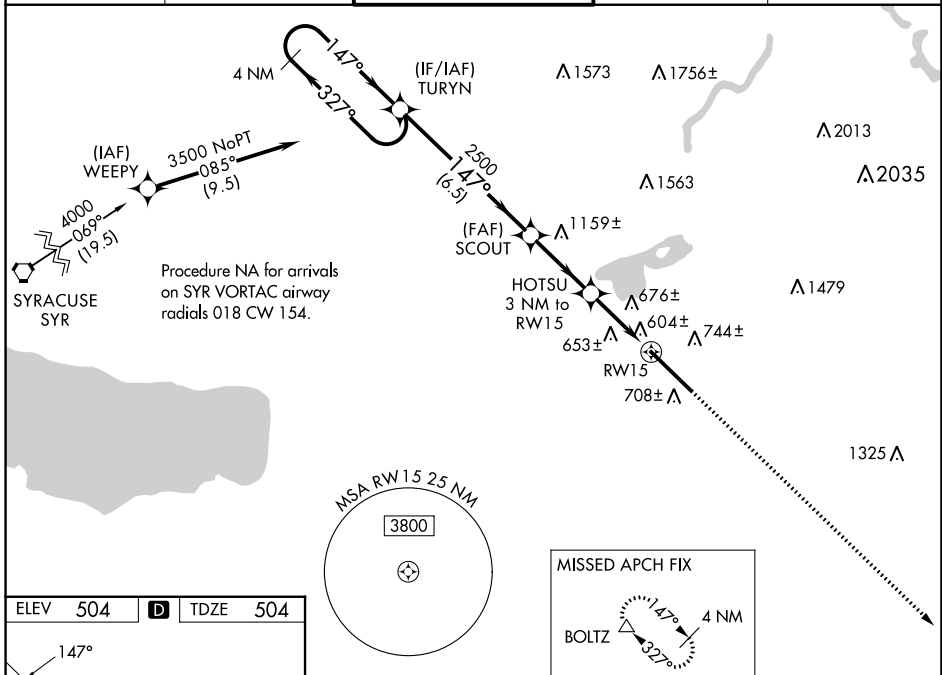 147°
4 NM
327°
(IF/IAF)
TURYN
1573
1756±
2013
2035
(IAF)
WEEPY
3500 NoPT
085°
(9.5)
2500
147°
(6.5)
1563
4000
069°
(19.5)
(FAF)
SCOUT
1159±
SYRACUSE
SYR
Procedure NA for arrivals
on SYR VORTAC airway
radials 018 CW 154.
HOTSU
3 NM to
RW15
676±
1479
604±
653±
744±
RW15
708±
1325
MSA RW15 25 NM
3800
MISSED APCH FIX
147°
4 NM
BOLTZ
327°
ELEV 504 D TDZE 504
147°